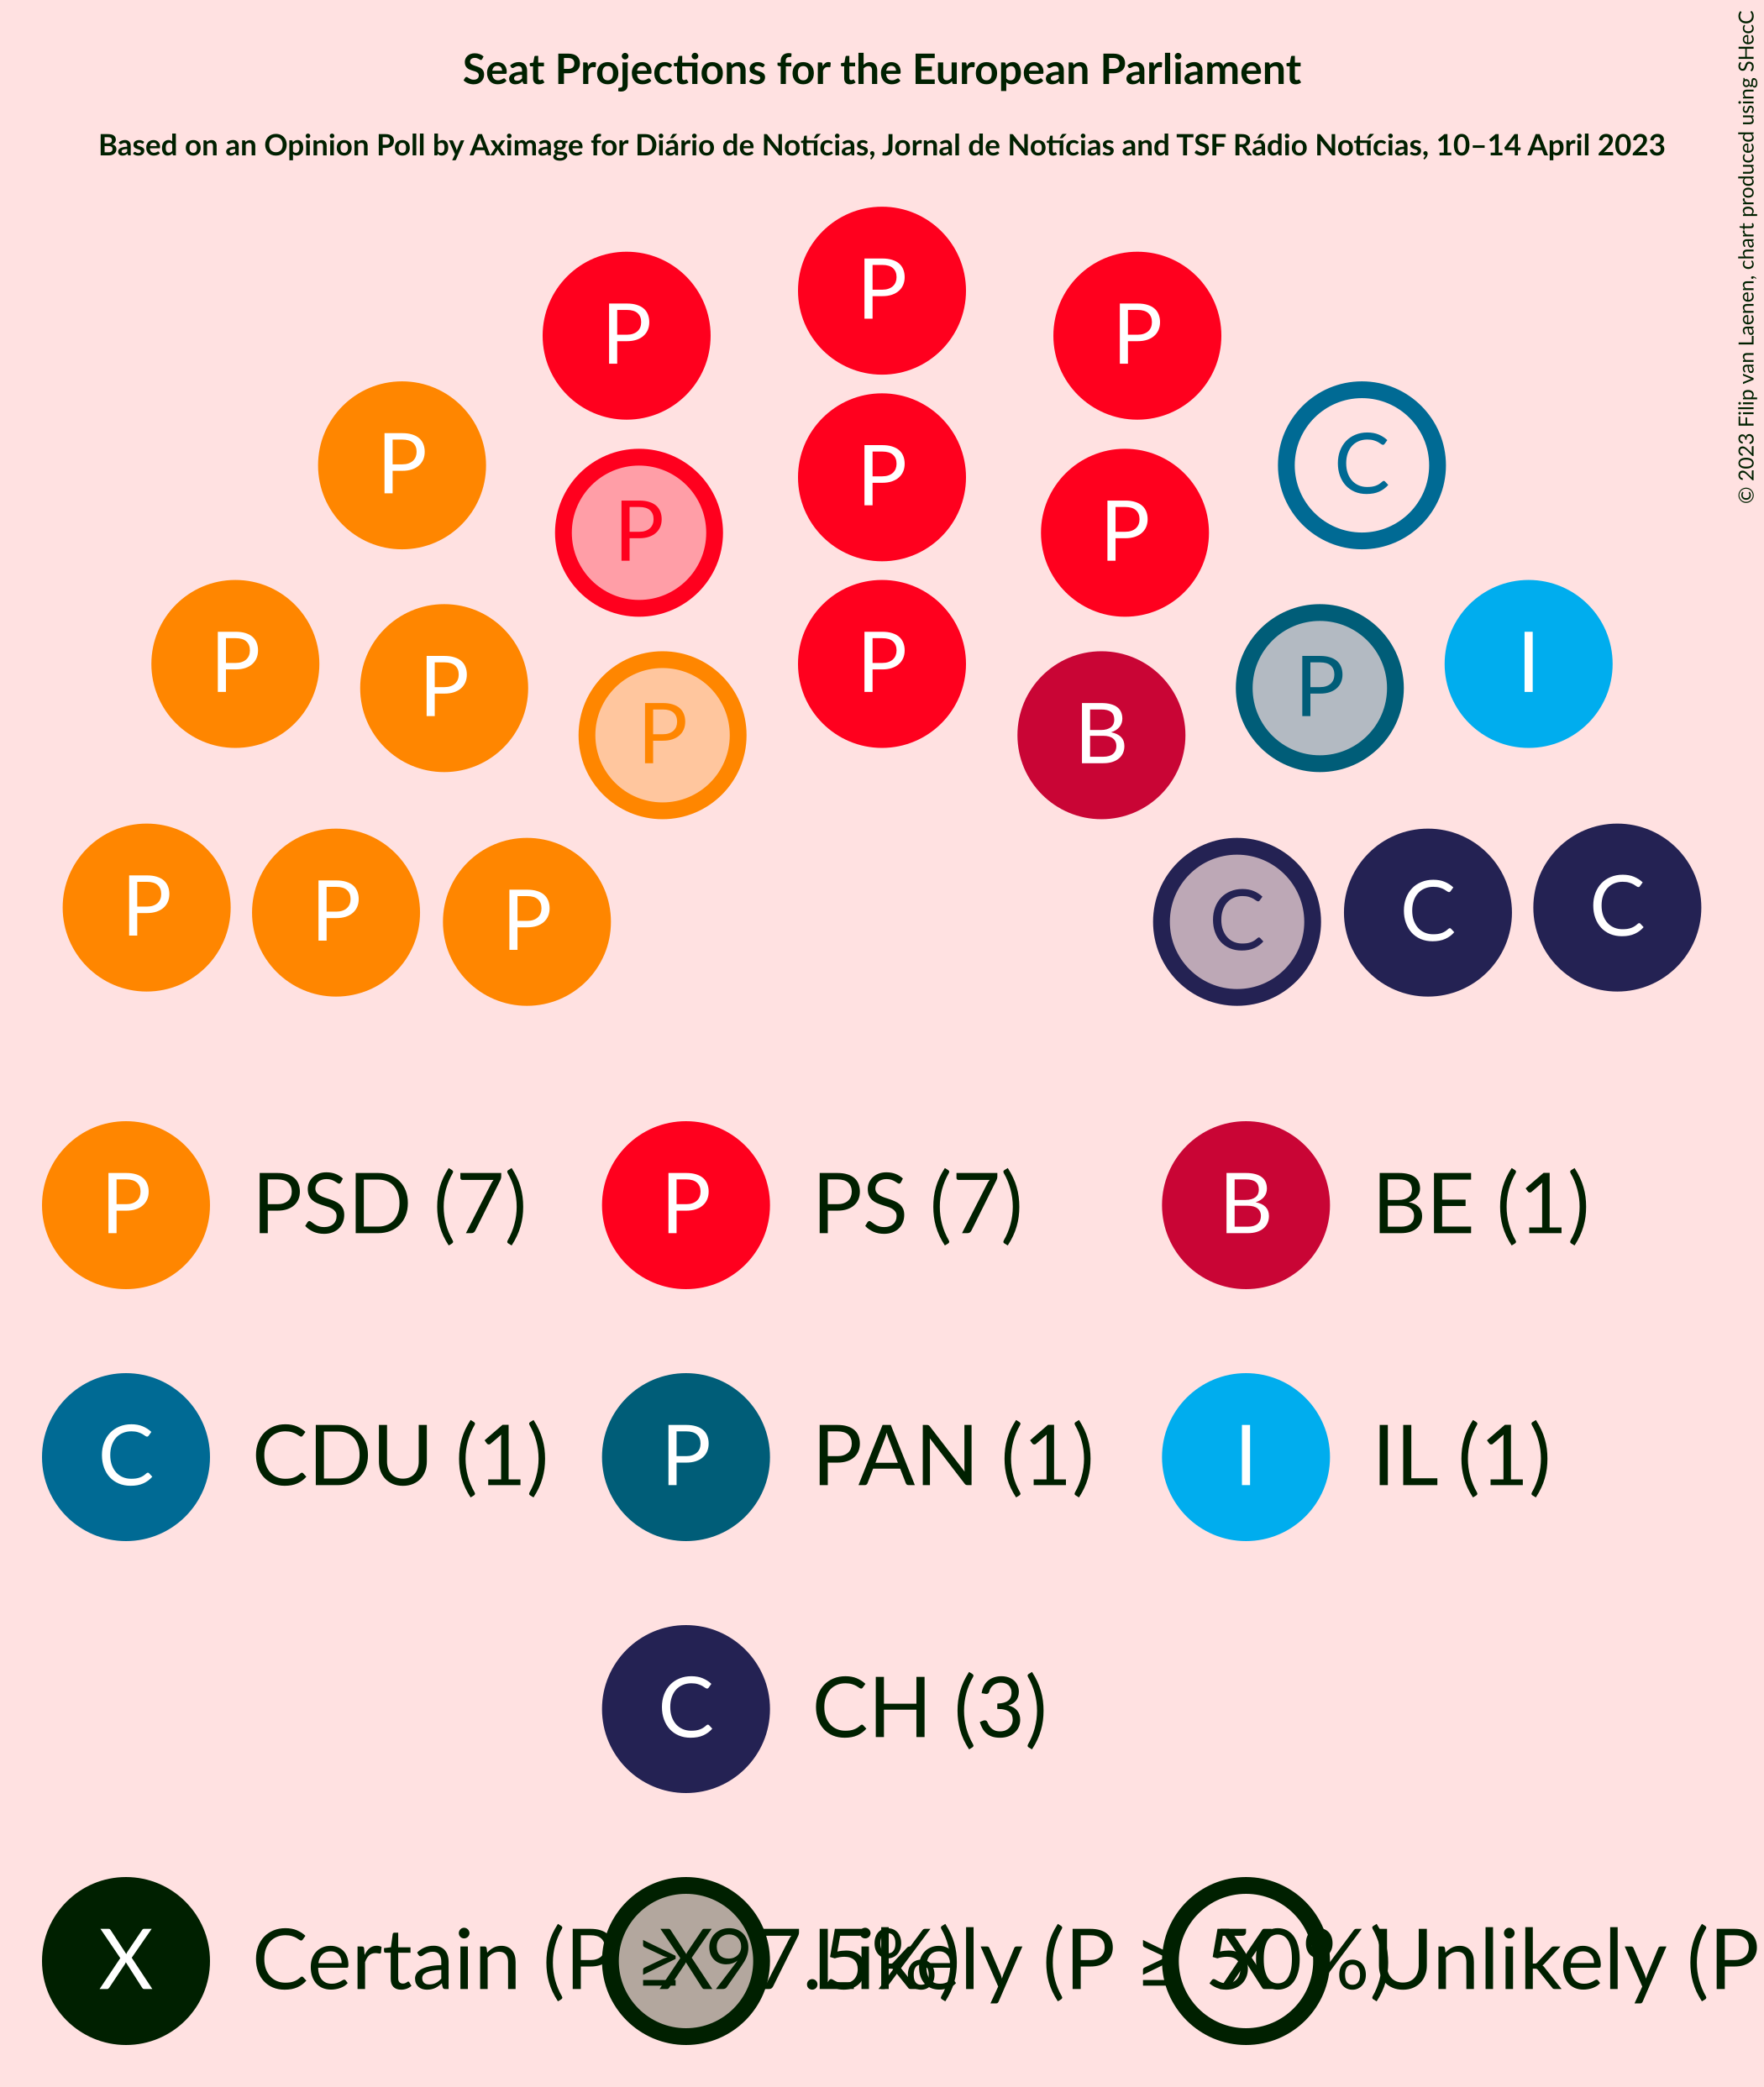 Seat Projections for the European Parliament
Based on an Opinion Poll by Aximage for Diário de Notícias, Jornal de Notícias and TSF Rádio Notícias, 10–14 April 2023
© 2023 Filip van Laenen, chart produced using SHecC
P
P P
P C
P P P
P P I
P P P
P B
P P C C
P C
P PSD (7) P PS (7) B BE (1)
C CDU (1) P PAN (1) I IL (1)
C CH (3)
X Certain (P ≥ 97.5%) X Likely (P ≥ 50%) X Unlikely (P